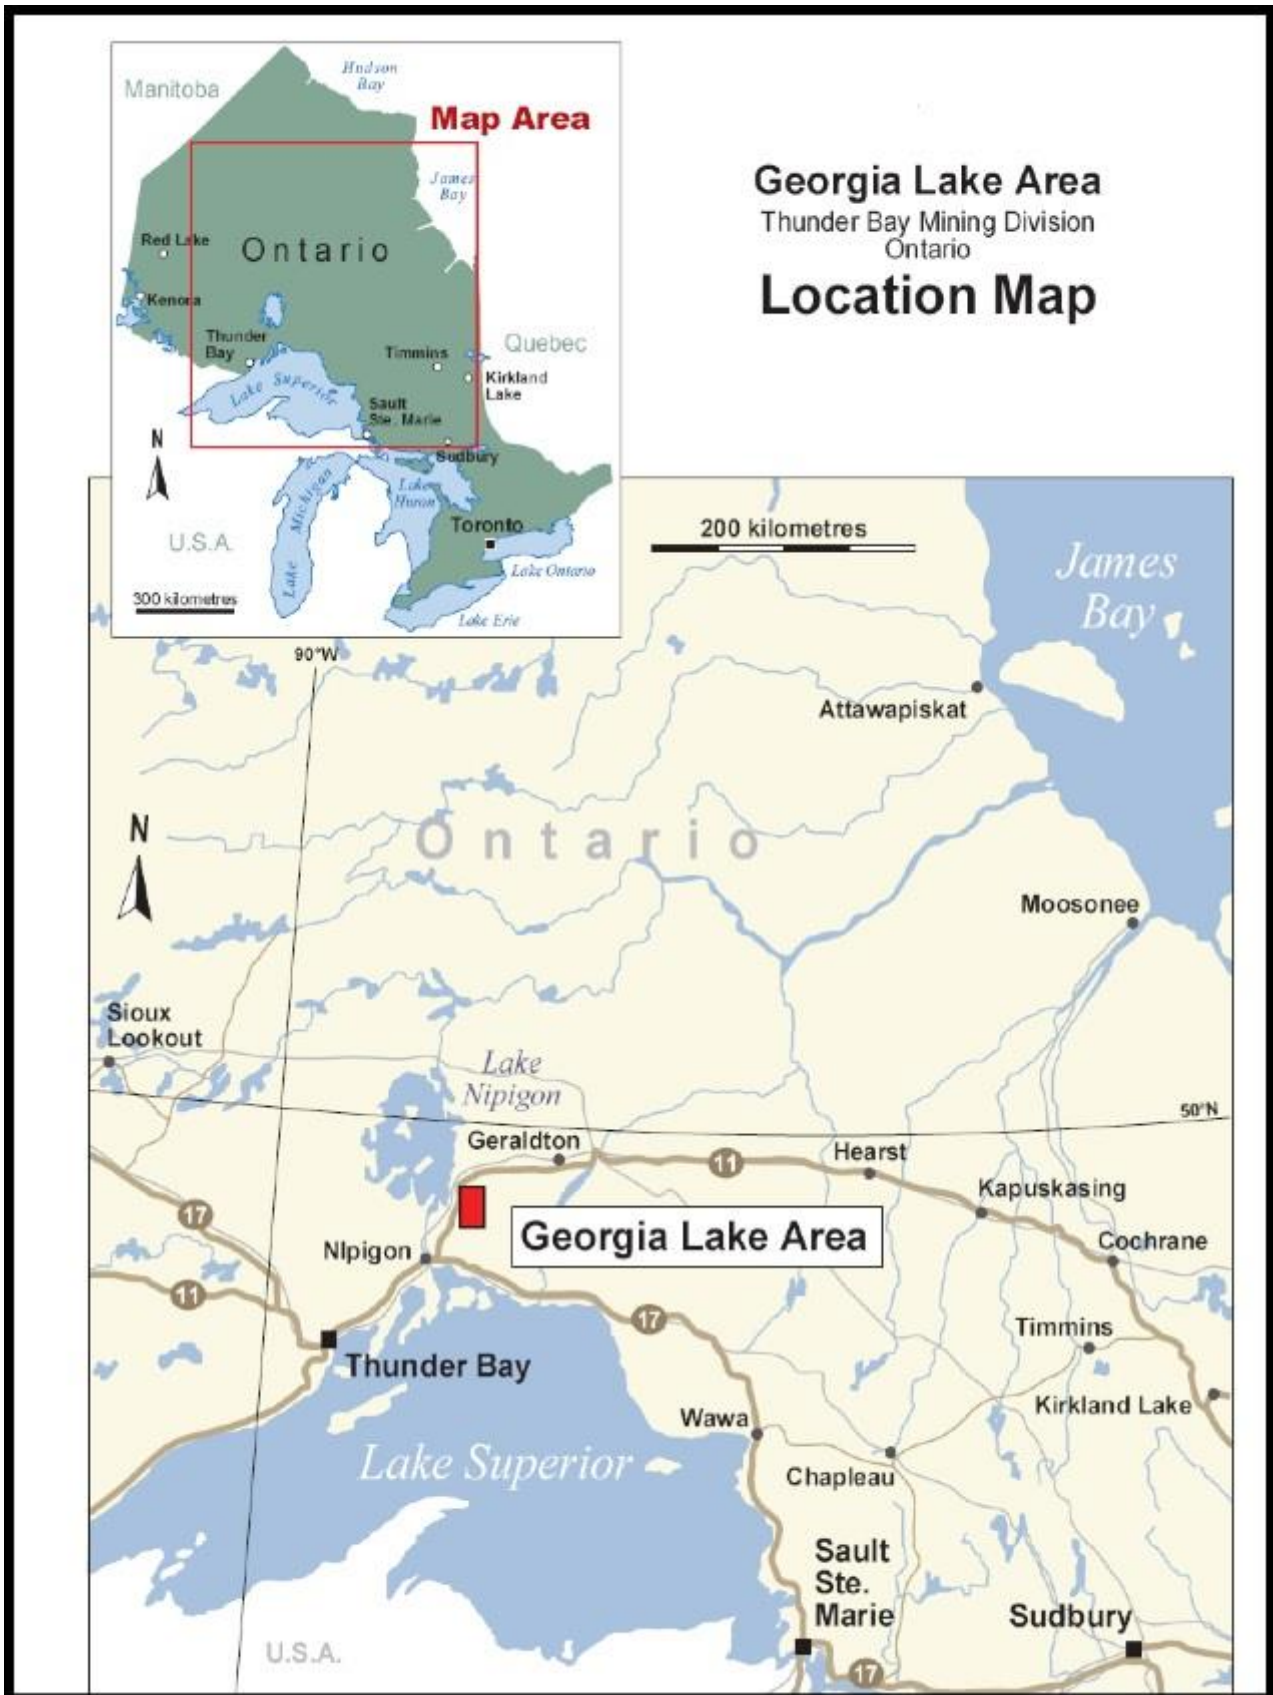 Manitoba
Hudson
Bay
Map Area
James
Bay
Red Lake
Ontario
Kenora
Thunder
Bay
Timmins
Quebec
Kirkland
Lake
Lake Superior
Sault
Ste. Marie
N
Sudbury
Lake Michigan
Lake
Huron
U.S.A.
Toronto
Lake Ontario
300 kilometres
Lake Erie
Georgia Lake Area
Thunder Bay Mining Division
Ontario
Location Map
200 kilometres
James
Bay
90°W
Attawapiskat
N
Ontario
Moosonee
Sioux
Lookout
Lake
Nipigon
50°N
Geraldton
11
Hearst
Kapuskasing
17
Georgia Lake Area
NIpigon
Cochrane
11
17
Timmins
Thunder Bay
Kirkland Lake
Wawa
Lake Superior
Chapleau
Sault
Ste.
Marie
Sudbury
U.S.A.
17